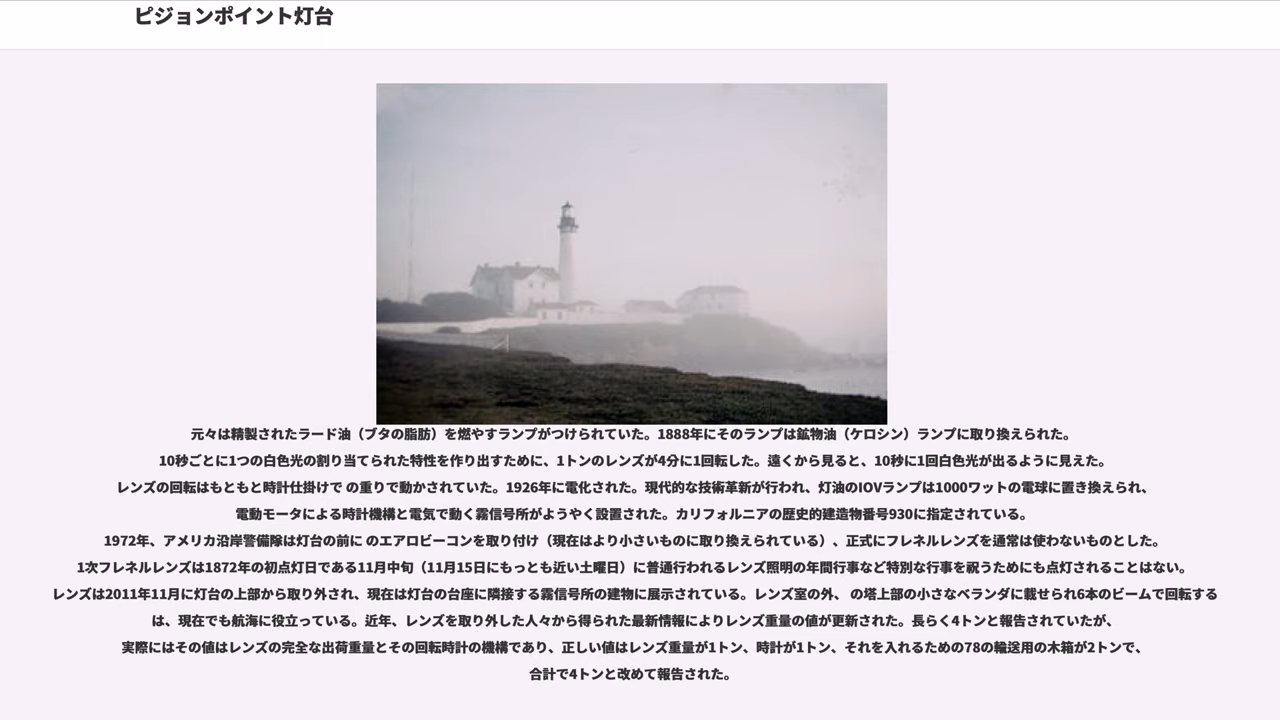 ピジョンポイント灯台
元々は精製されたラード油（ブタの脂肪）を燃やすランプがつけられていた。1888年にそのランプは鉱物油（ケロシン）ランプに取り換えられた。
10秒ごとに1つの白色光の割り当てられた特性を作り出すために、1トンのレンズが4分に1回転した。遠くから見ると、10秒に1回白色光が出るように見えた。
レンズの回転はもともと時計仕掛けで の重りで動かされていた。1926年に電化された。現代的な技術革新が行われ、灯油のIOVランプは1000ワットの電球に置き換えられ、
電動モータによる時計機構と電気で動く霧信号所がようやく設置された。カリフォルニアの歴史的建造物番号930に指定されている。
1972年、アメリカ沿岸警備隊は灯台の前に のエアロビーコンを取り付け（現在はより小さいものに取り換えられている）、正式にフレネルレンズを通常は使わないものとした。
1次フレネルレンズは1872年の初点灯日である11月中旬（11月15日にもっとも近い土曜日）に普通行われるレンズ照明の年間行事など特別な行事を祝うためにも点灯されることはない。
レンズは2011年11月に灯台の上部から取り外され、現在は灯台の台座に隣接する霧信号所の建物に展示されている。レンズ室の外、 の塔上部の小さなベランダに載せられ6本のビームで回転する
は、現在でも航海に役立っている。近年、レンズを取り外した人々から得られた最新情報によりレンズ重量の値が更新された。長らく4トンと報告されていたが、
実際にはその値はレンズの完全な出荷重量とその回転時計の機構であり、正しい値はレンズ重量が1トン、時計が1トン、それを入れるための78の輸送用の木箱が2トンで、
合計で4トンと改めて報告された。